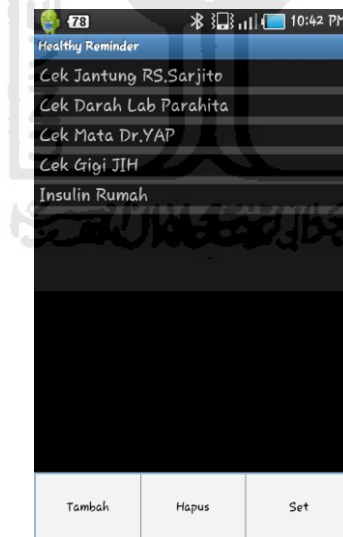 78 10:42 PM
Healthy Reminder
Cek Jantung RS.Sarjito
Cek Darah Lab Parahita
Cek Mata Dr.YAP
Cek Gigi JIH
Insulin Rumah
Tambah Hapus Set